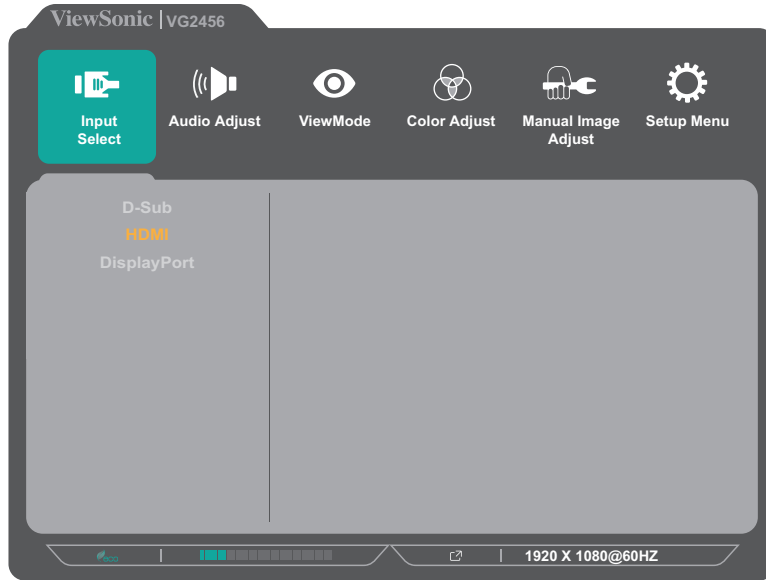 ViewSonic | VG2456
Input
Select
Audio Adjust
ViewMode
Color Adjust
Manual Image
Adjust
Setup Menu
D-Sub
HDMI
DisplayPort
eco
1920 X 1080@60HZ